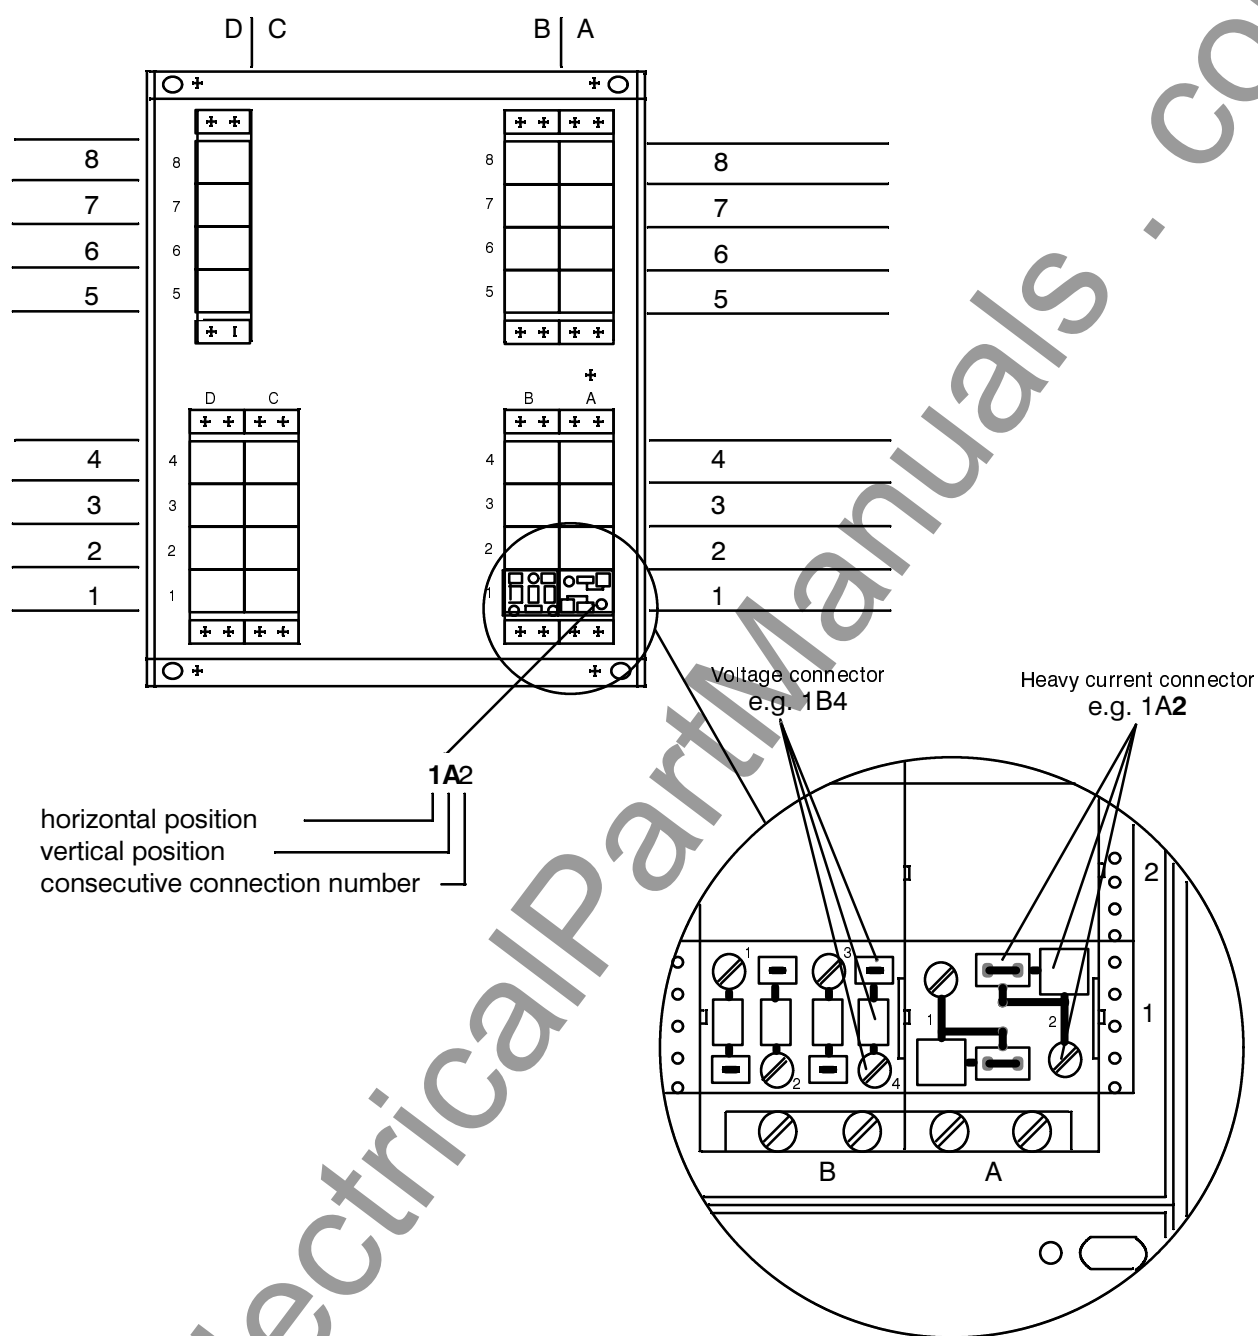 D C B A
8 8 8 8
7 7 7 7
6 6 6 6
5 5 5 5
D C B A
4 4 4 4
3 3 3 3
2 2 2 2
1 1 1 1
Voltage connector
e.g. 1B4
Heavy current connector
e.g. 1A2
1A2
horizontal position
vertical position
consecutive connection number
2
1 3
1 1 2
2 4
B A
ElectricalPartManuals . co